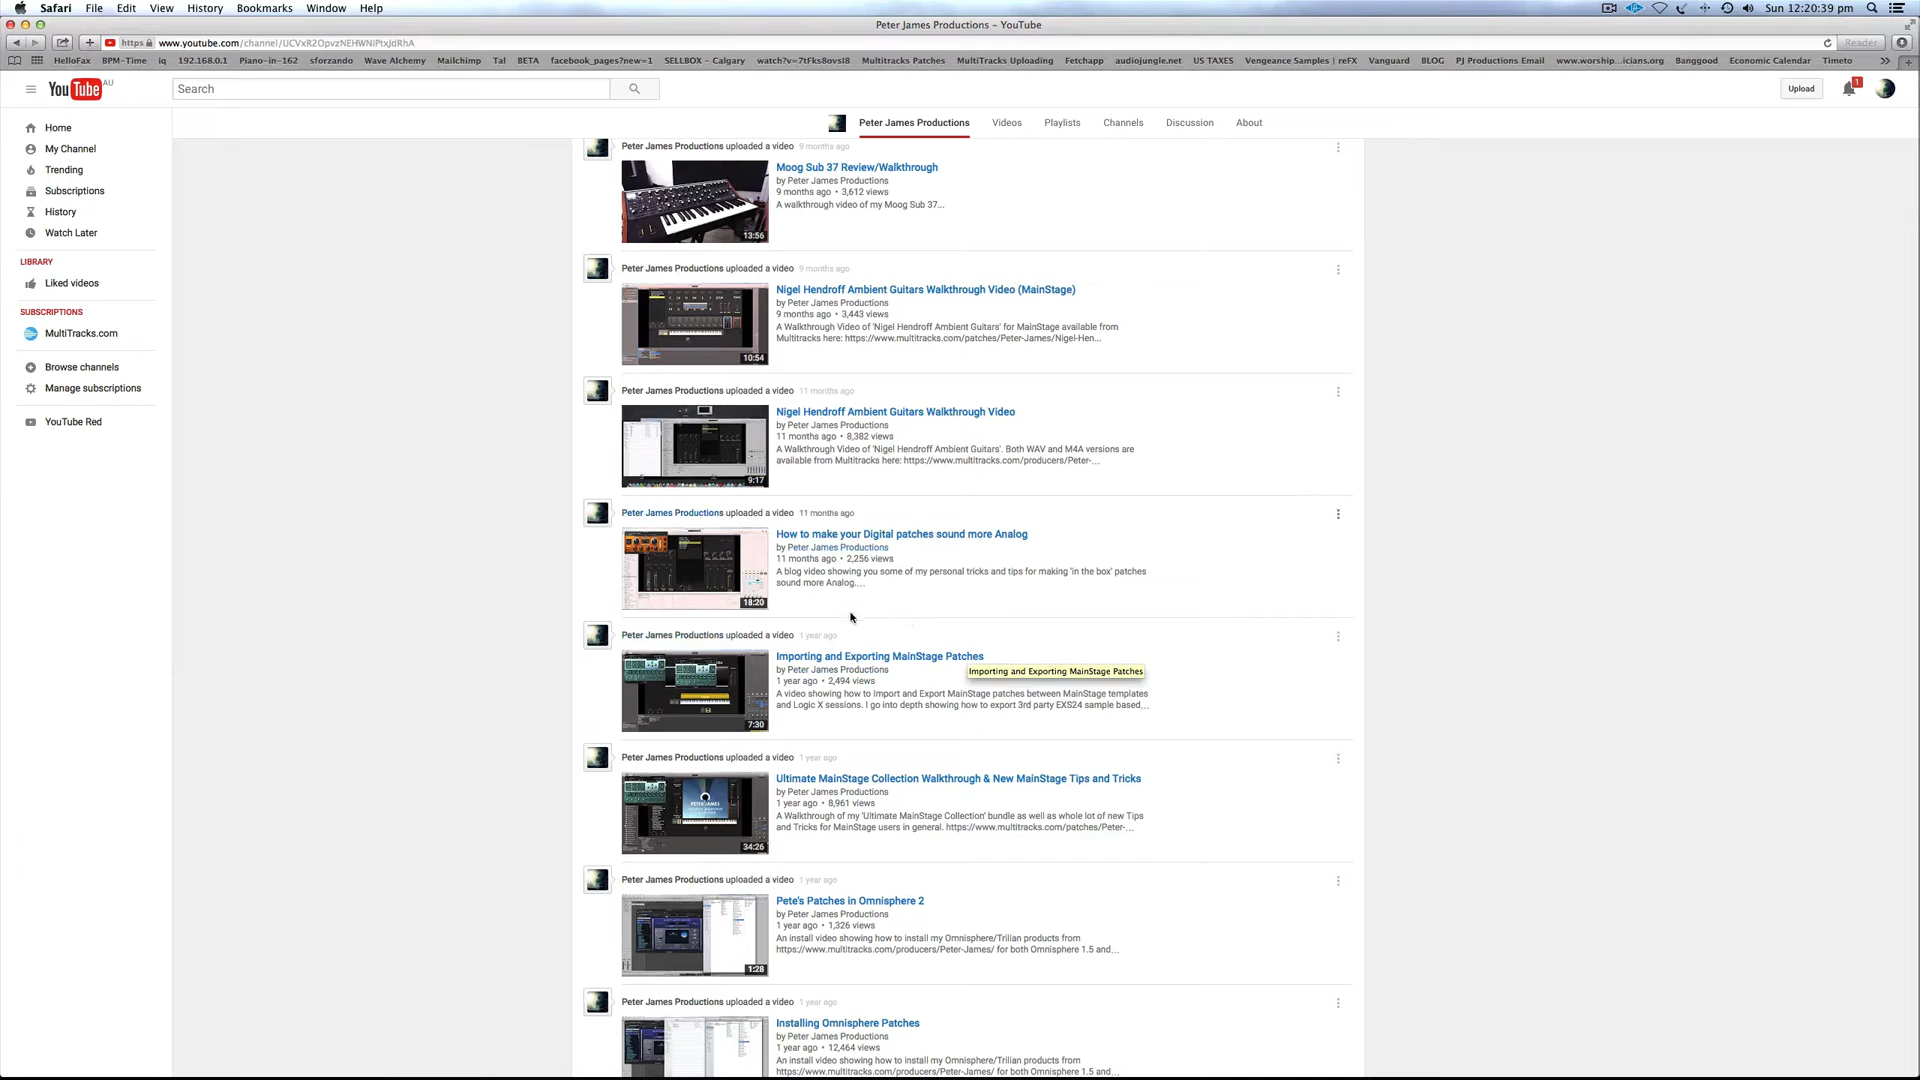 Safari File Edit View History Bookmarks Window Help Sun 12:20:39 pm
Peter James Productions – YouTube
https www.youtube.com/channel/UCVxR2OpvzNEHWNiPtxJdRhA Reader
HelloFax BPM-Time iq 192.168.0.1 Piano-in-162 sforzando Wave Alchemy Mailchimp Tal BETA facebook_pages?new=1 SELLBOX – Calgary watch?v=7tFks8ovsI8 Multitracks Patches MultiTracks Uploading Fetchapp audiojungle.net US TAXES Vengeance Samples | reFX Vanguard BLOG PJ Productions Email www.worship...icians.org Banggood Economic Calendar Timeto
YouTube AU Search Upload 1
Peter James Productions Videos Playlists Channels Discussion About
Home
My Channel
Trending
Subscriptions
History
Watch Later
LIBRARY
Liked videos
SUBSCRIPTIONS
MultiTracks.com
Browse channels
Manage subscriptions
YouTube Red
Peter James Productions uploaded a video 9 months ago
Moog Sub 37 Review/Walkthrough
by Peter James Productions
9 months ago • 3,612 views
A walkthrough video of my Moog Sub 37...
13:56
Peter James Productions uploaded a video 9 months ago
Nigel Hendroff Ambient Guitars Walkthrough Video (MainStage)
by Peter James Productions
9 months ago • 3,443 views
A Walkthrough Video of 'Nigel Hendroff Ambient Guitars' for MainStage available from
Multitracks here: https://www.multitracks.com/patches/Peter-James/Nigel-Hen...
10:54
Peter James Productions uploaded a video 11 months ago
Nigel Hendroff Ambient Guitars Walkthrough Video
by Peter James Productions
11 months ago • 8,382 views
A Walkthrough Video of 'Nigel Hendroff Ambient Guitars'. Both WAV and M4A versions are
available from Multitracks here: https://www.multitracks.com/producers/Peter-...
9:17
Peter James Productions uploaded a video 11 months ago
How to make your Digital patches sound more Analog
by Peter James Productions
11 months ago • 2,256 views
A blog video showing you some of my personal tricks and tips for making 'in the box' patches
sound more Analog....
18:20
Peter James Productions uploaded a video 1 year ago
Importing and Exporting MainStage Patches
by Peter James Productions
Importing and Exporting MainStage Patches
1 year ago • 2,494 views
A video showing how to Import and Export MainStage patches between MainStage templates
and Logic X sessions. I go into depth showing how to export 3rd party EXS24 sample based...
7:30
Peter James Productions uploaded a video 1 year ago
Ultimate MainStage Collection Walkthrough & New MainStage Tips and Tricks
by Peter James Productions
1 year ago • 8,961 views
A Walkthrough of my 'Ultimate MainStage Collection' bundle as well as whole lot of new Tips
and Tricks for MainStage users in general. https://www.multitracks.com/patches/Peter-...
PETER JAMES
34:26
Peter James Productions uploaded a video 1 year ago
Pete's Patches in Omnisphere 2
by Peter James Productions
1 year ago • 1,326 views
An install video showing how to install my Omnisphere/Trilian products from
https://www.multitracks.com/producers/Peter-James/ for both Omnisphere 1.5 and...
1:28
Peter James Productions uploaded a video 1 year ago
Installing Omnisphere Patches
by Peter James Productions
1 year ago • 12,464 views
An install video showing how to install my Omnisphere/Trilian products from
https://www.multitracks.com/producers/Peter-James/ for both Omnisphere 1.5 and...